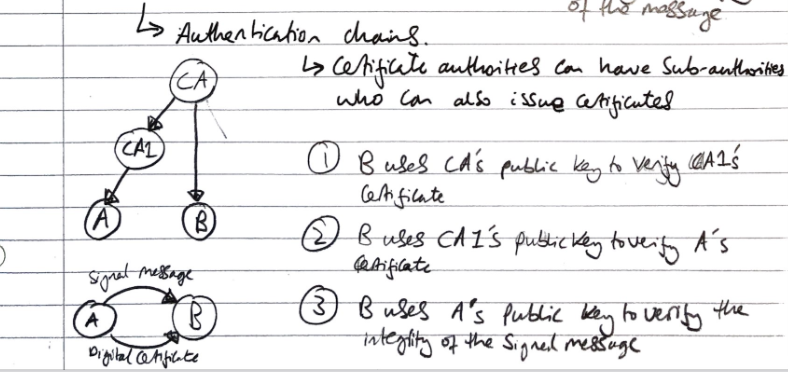 of the message
↳ Authentication chains.
↳ Certificate authorities can have sub-authorities
who can also issue certificates
CA
CA1
A
B
① B uses CA's public key to verify CA1's
certificate
② B uses CA1's public key to verify A's
certificate
signed message
A
B
Digital certificate
③ B uses A's public key to verify the
integrity of the signed message